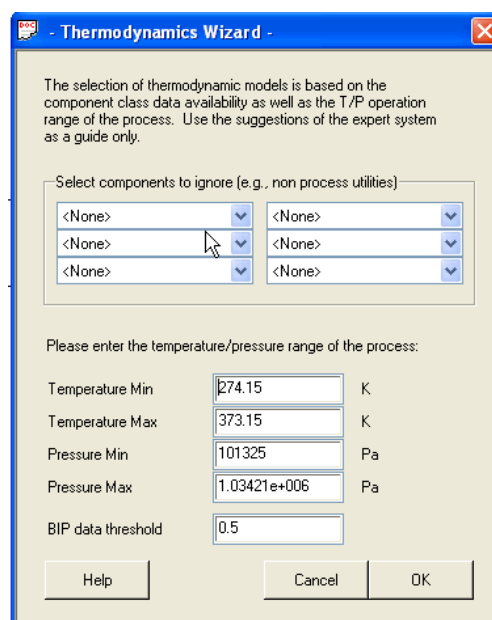 DOC
- Thermodynamics Wizard -
The selection of thermodynamic models is based on the
component class data availability as well as the T/P operation
range of the process. Use the suggestions of the expert system
as a guide only.
Select components to ignore (e.g., non process utilities)
<None> <None>
<None> <None>
<None> <None>
Please enter the temperature/pressure range of the process:
Temperature Min 274.15 K
Temperature Max 373.15 K
Pressure Min 101325 Pa
Pressure Max 1.03421e+006 Pa
BIP data threshold 0.5
Help Cancel OK